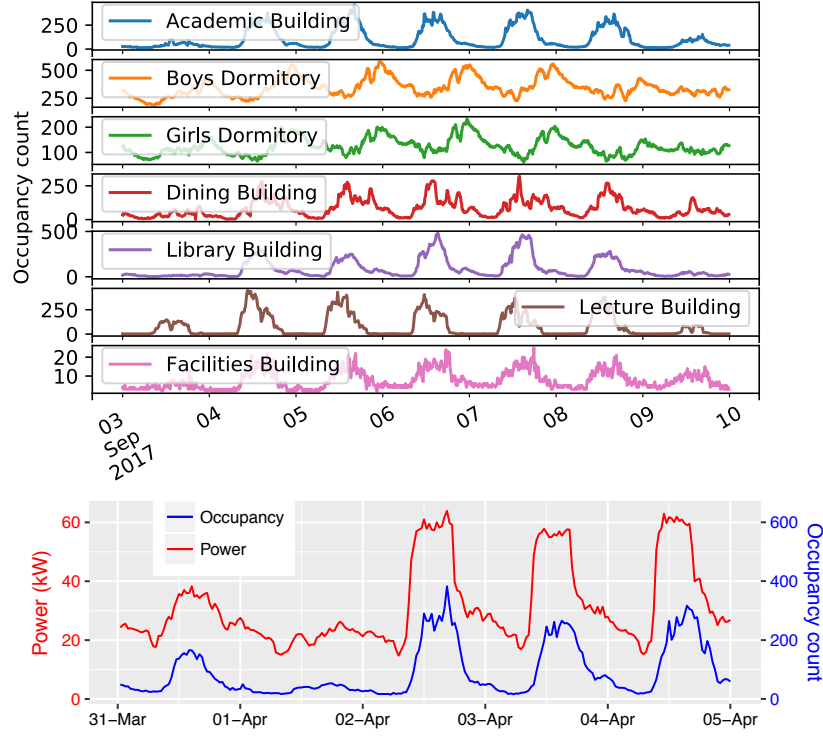 250
0
Academic Building
500
250
Boys Dormitory
200
100
Girls Dormitory
250
0
Dining Building
500
0
Library Building
250
0
Lecture Building
20
10
Facilities Building
Occupancy count
03
Sep
2017
04
05
06
07
08
09
10
Occupancy
Power
60
40
20
0
Power (kW)
600
400
200
0
Occupancy count
31–Mar
01–Apr
02–Apr
03–Apr
04–Apr
05–Apr